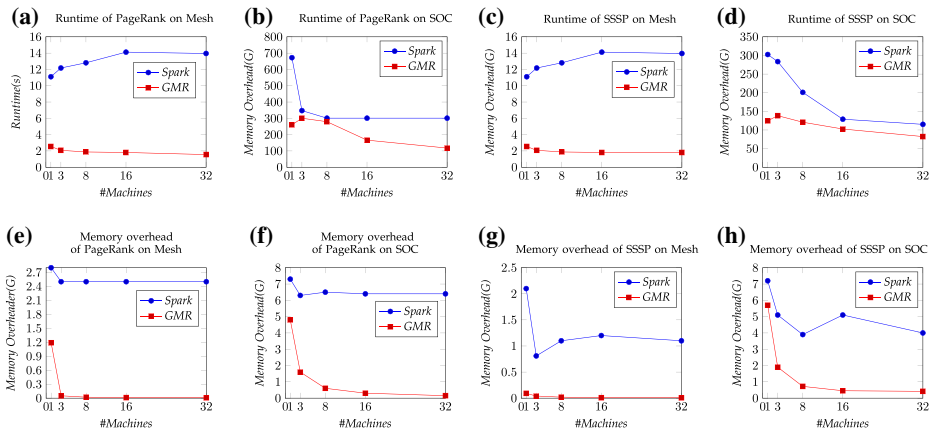 (a) Runtime of PageRank on Mesh
Runtime(s)
14
12
10
8
6
4
2
0
Spark
GMR
0 1 3 8 16 32
#Machines
(b) Runtime of PageRank on SOC
Memory Overhead(G)
800
700
600
500
400
300
200
100
0
Spark
GMR
0 1 3 8 16 32
#Machines
(c) Runtime of SSSP on Mesh
Memory Overhead(G)
16
14
12
10
8
6
4
2
0
Spark
GMR
0 1 3 8 16 32
#Machines
(d) Runtime of SSSP on SOC
Memory Overhead(G)
350
300
250
200
150
100
50
0
Spark
GMR
0 1 3 8 16 32
#Machines
(e) Memory overhead
of PageRank on Mesh
Memory Overheader(G)
2.7
2.4
2.1
1.8
1.5
1.2
0.9
0.6
0.3
0
Spark
GMR
0 1 3 8 16 32
#Machines
(f) Memory overhead
of PageRank on SOC
Memory Overhead(G)
8
7
6
5
4
3
2
1
0
Spark
GMR
0 1 3 8 16 32
#Machines
(g) Memory overhead of SSSP on Mesh
Memory Overhead(G)
2.5
2
1.5
1
0.5
0
Spark
GMR
0 1 3 8 16 32
#Machines
(h) Memory overhead of SSSP on SOC
Memory Overhead(G)
8
7
6
5
4
3
2
1
0
Spark
GMR
0 1 3 8 16 32
#Machines